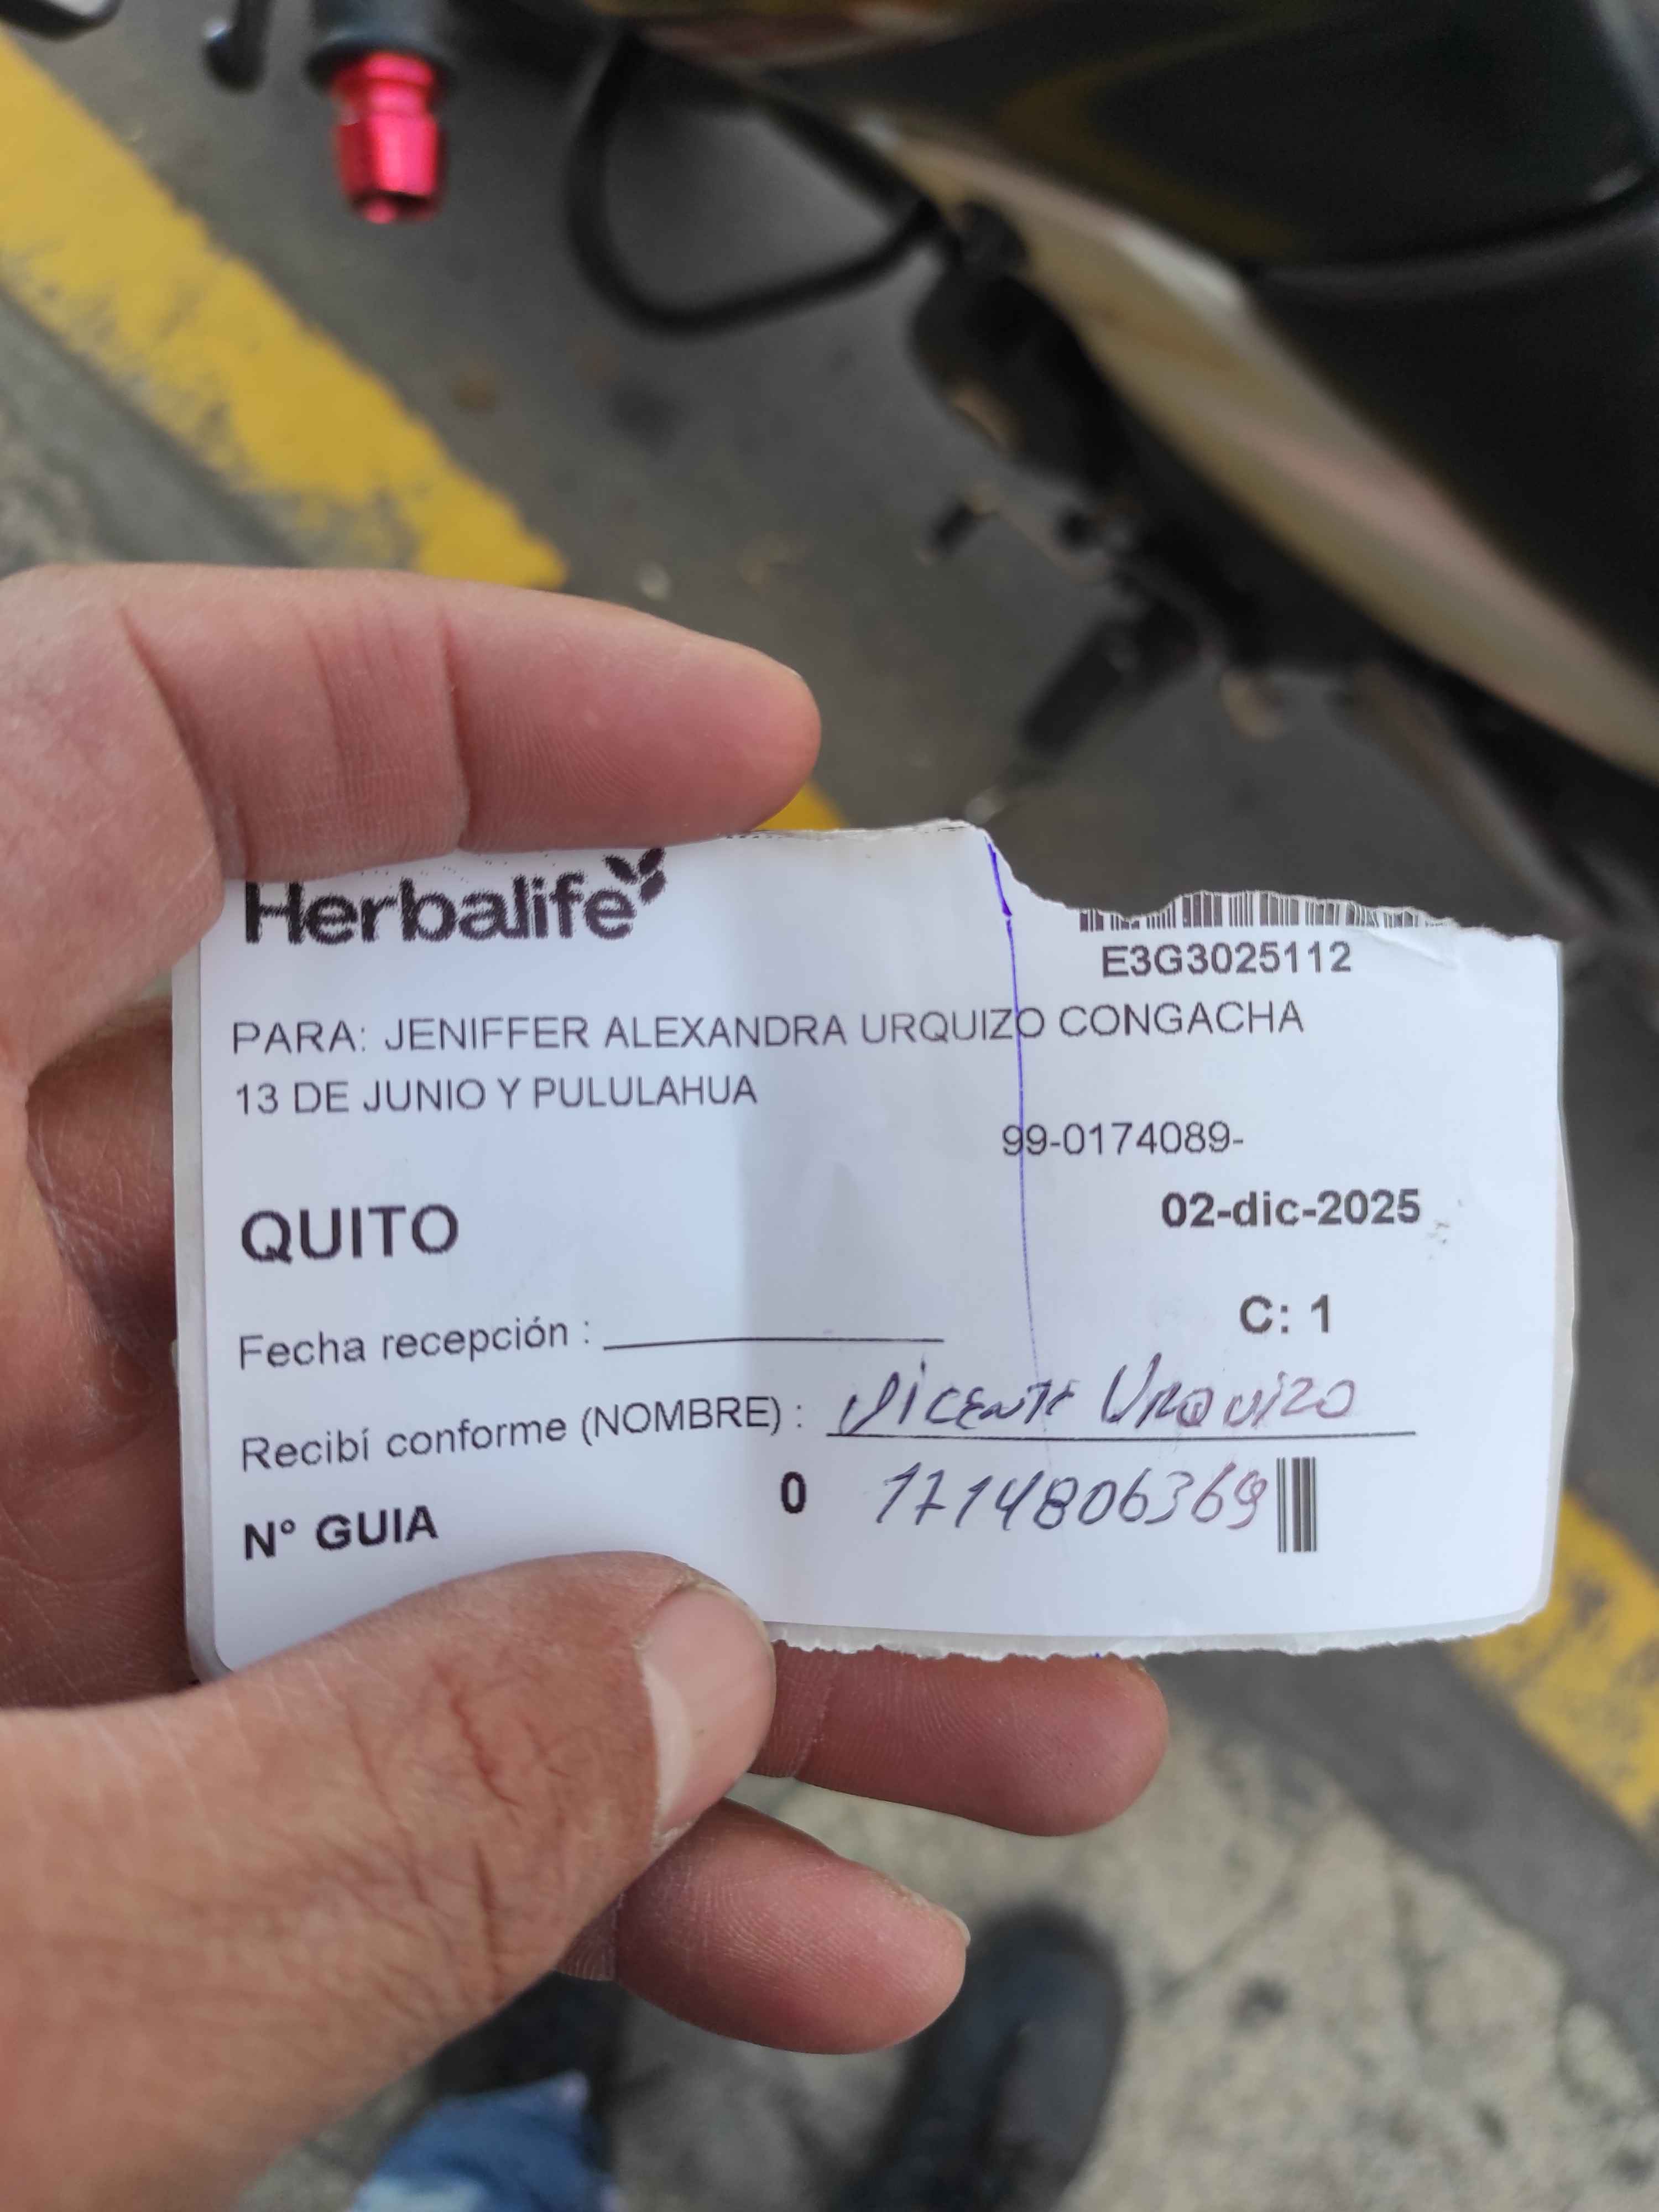 Herbalife
E3G3025112
PARA: JENIFFER ALEXANDRA URQUIZO CONGACHA
13 DE JUNIO Y PULULAHUA
99-0174089-
QUITO
02-dic-2025
C: 1
Fecha recepción :
Recibí conforme (NOMBRE) : Vicente Urquizo
N° GUIA 0 1714806369